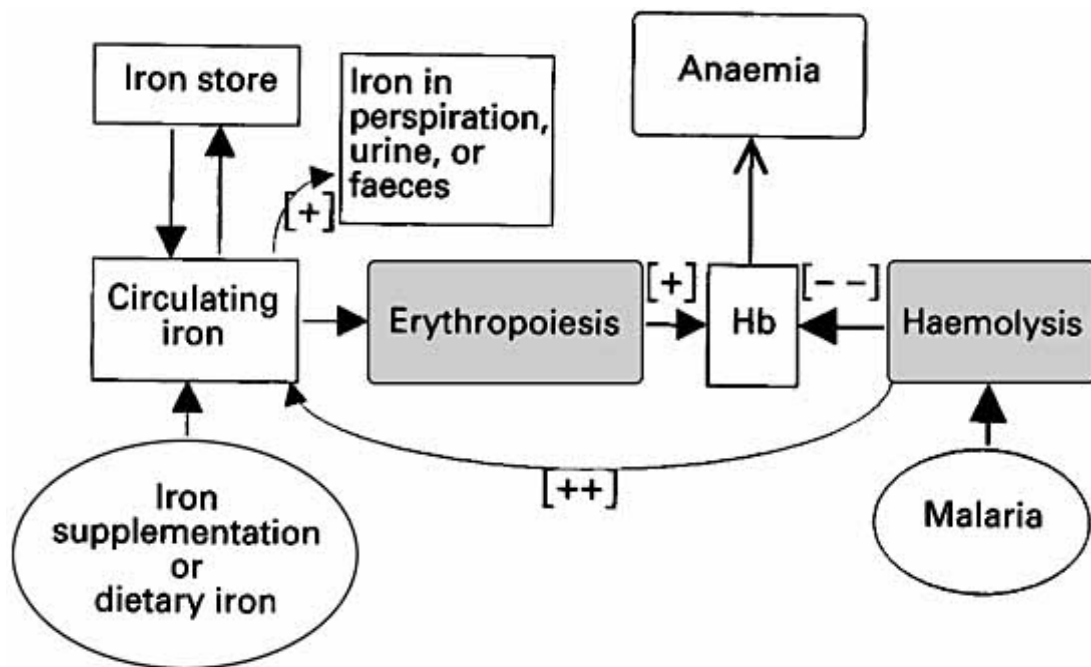 Iron store
Iron in
perspiration,
urine, or
faeces
Anaemia
[+]
Circulating
iron
Erythropoiesis
[+]
Hb
[- -]
Haemolysis
[++]
Iron
supplementation
or
dietary iron
Malaria